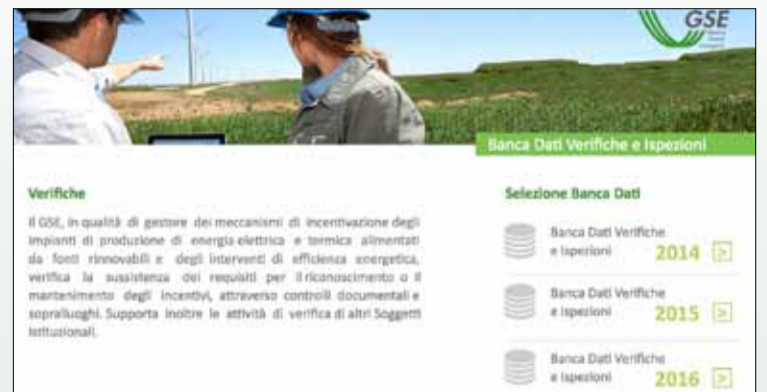 GSE
Banca Dati Verifiche e Ispezioni
Verifiche
Il GSE, in qualità di gestore dei meccanismi di incentivazione degli
impianti di produzione di energia elettrica e termica alimentati
da fonti rinnovabili e degli interventi di efficienza energetica,
verifica la sussistenza dei requisiti per il riconoscimento o il
mantenimento degli incentivi, attraverso controlli documentali e
sopralluoghi. Supporta inoltre le attività di verifica di altri Soggetti
Istituzionali.
Selezione Banca Dati
Banca Dati Verifiche
e Ispezioni 2014 >
Banca Dati Verifiche
e Ispezioni 2015 >
Banca Dati Verifiche
e Ispezioni 2016 >